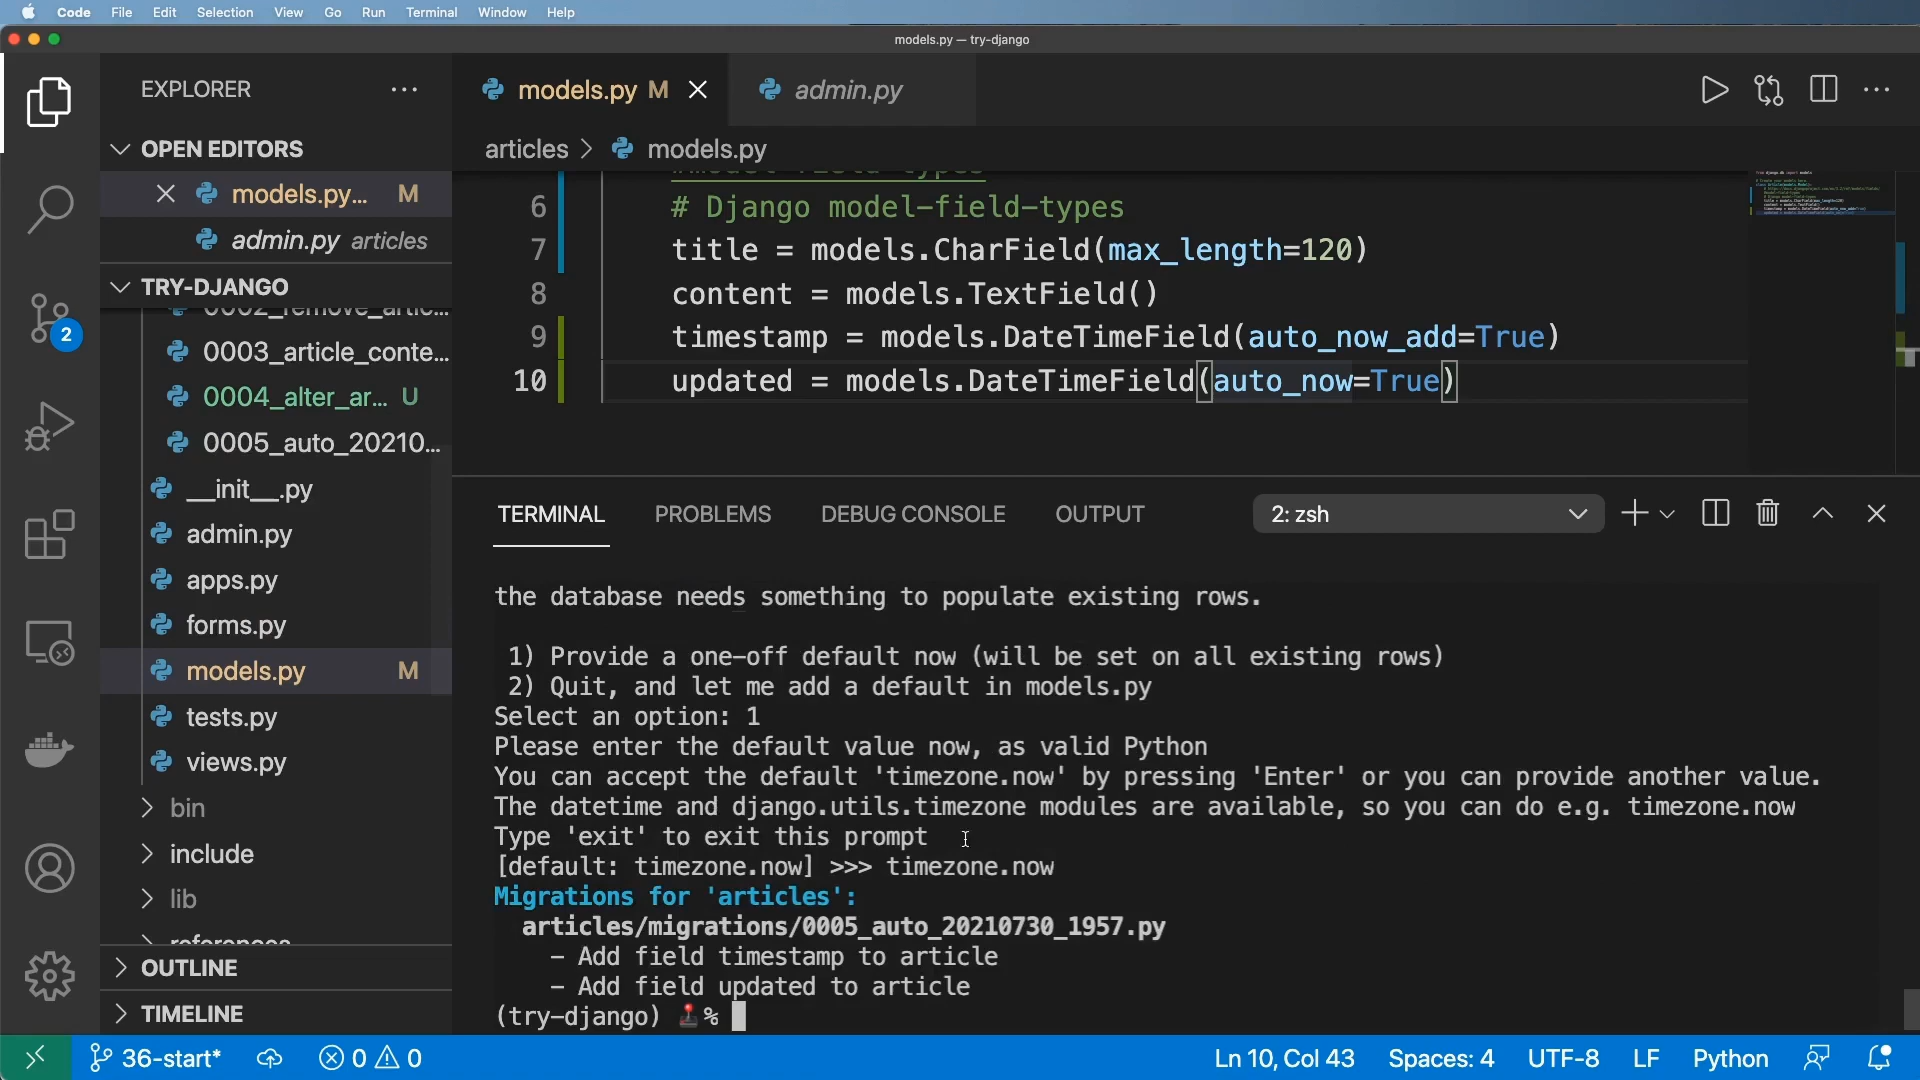 Code File Edit Selection View Go Run Terminal Window Help
models.py — try-django
EXPLORER
OPEN EDITORS
models.py... M
admin.py articles
TRY-DJANGO
0002_remove_artic...
0003_article_conte...
0004_alter_ar... U
0005_auto_20210...
__init__.py
admin.py
apps.py
forms.py
models.py M
tests.py
views.py
bin
include
lib
references
OUTLINE
TIMELINE
2
models.py M
admin.py
articles > models.py
#model-field-types
6 # Django model-field-types
7 title = models.CharField(max_length=120)
8 content = models.TextField()
9 timestamp = models.DateTimeField(auto_now_add=True)
10 updated = models.DateTimeField(auto_now=True)
TERMINAL PROBLEMS DEBUG CONSOLE OUTPUT 2: zsh
the database needs something to populate existing rows.
1) Provide a one-off default now (will be set on all existing rows)
2) Quit, and let me add a default in models.py
Select an option: 1
Please enter the default value now, as valid Python
You can accept the default 'timezone.now' by pressing 'Enter' or you can provide another value.
The datetime and django.utils.timezone modules are available, so you can do e.g. timezone.now
Type 'exit' to exit this prompt
[default: timezone.now] >>> timezone.now
Migrations for 'articles':
articles/migrations/0005_auto_20210730_1957.py
- Add field timestamp to article
- Add field updated to article
(try-django) 🕹%
36-start* 0 0 Ln 10, Col 43 Spaces: 4 UTF-8 LF Python